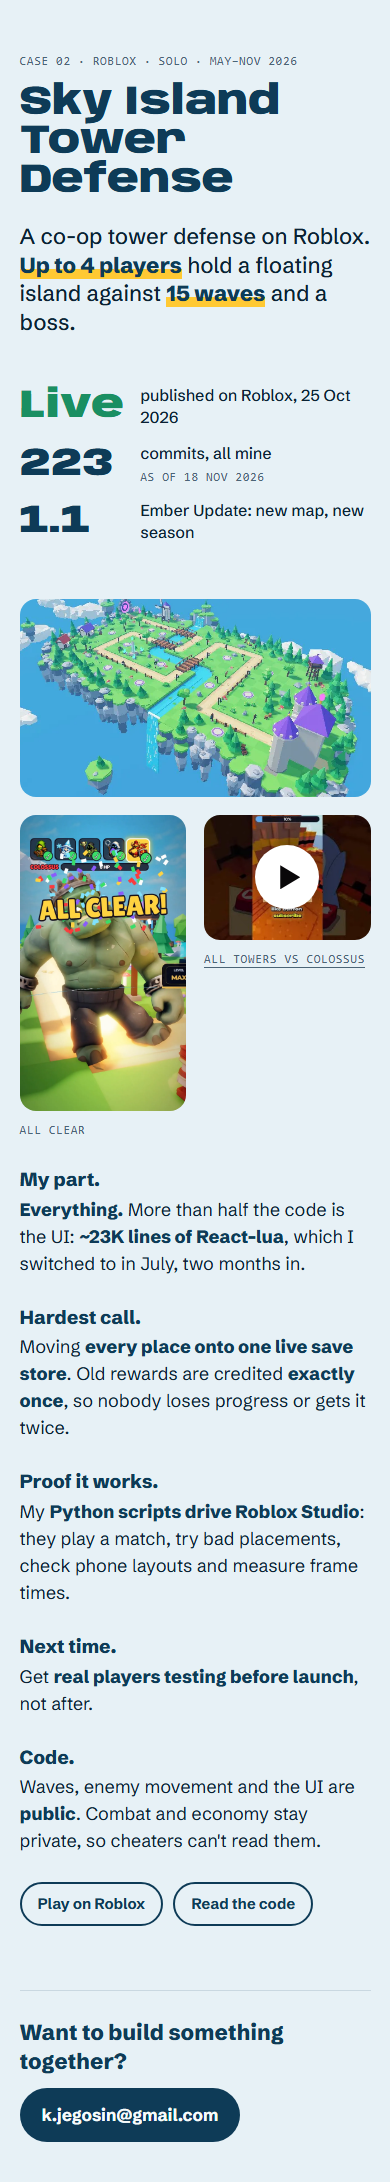 CASE 02 · ROBLOX · SOLO · MAY–NOV 2026
Sky Island
Tower
Defense
A co-op tower defense on Roblox.
Up to 4 players hold a floating
island against 15 waves and a
boss.
Live
published on Roblox, 25 Oct
2026
223
commits, all mine
AS OF 18 NOV 2026
1.1
Ember Update: new map, new
season
COLOSSUS
HP
ALL CLEAR!
LEVEL
MAX
subscribe
ALL CLEAR
ALL TOWERS VS COLOSSUS
My part.
Everything. More than half the code is
the UI: ~23K lines of React-lua, which I
switched to in July, two months in.
Hardest call.
Moving every place onto one live save
store. Old rewards are credited exactly
once, so nobody loses progress or gets it
twice.
Proof it works.
My Python scripts drive Roblox Studio:
they play a match, try bad placements,
check phone layouts and measure frame
times.
Next time.
Get real players testing before launch,
not after.
Code.
Waves, enemy movement and the UI are
public. Combat and economy stay
private, so cheaters can't read them.
Play on Roblox
Read the code
Want to build something
together?
k.jegosin@gmail.com